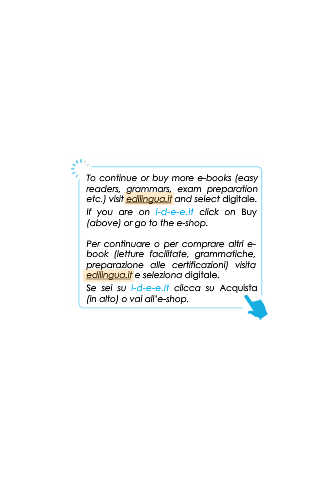 To continue or buy more e-books (easy
readers, grammars, exam preparation
etc.) visit edilingua.it and select digitale.
If you are on i-d-e-e.it click on Buy
(above) or go to the e-shop.
Per continuare o per comprare altri e-
book (letture facilitate, grammatiche,
preparazione alle certificazioni) visita
edilingua.it e seleziona digitale.
Se sei su i-d-e-e.it clicca su Acquista
(in alto) o vai all'e-shop.